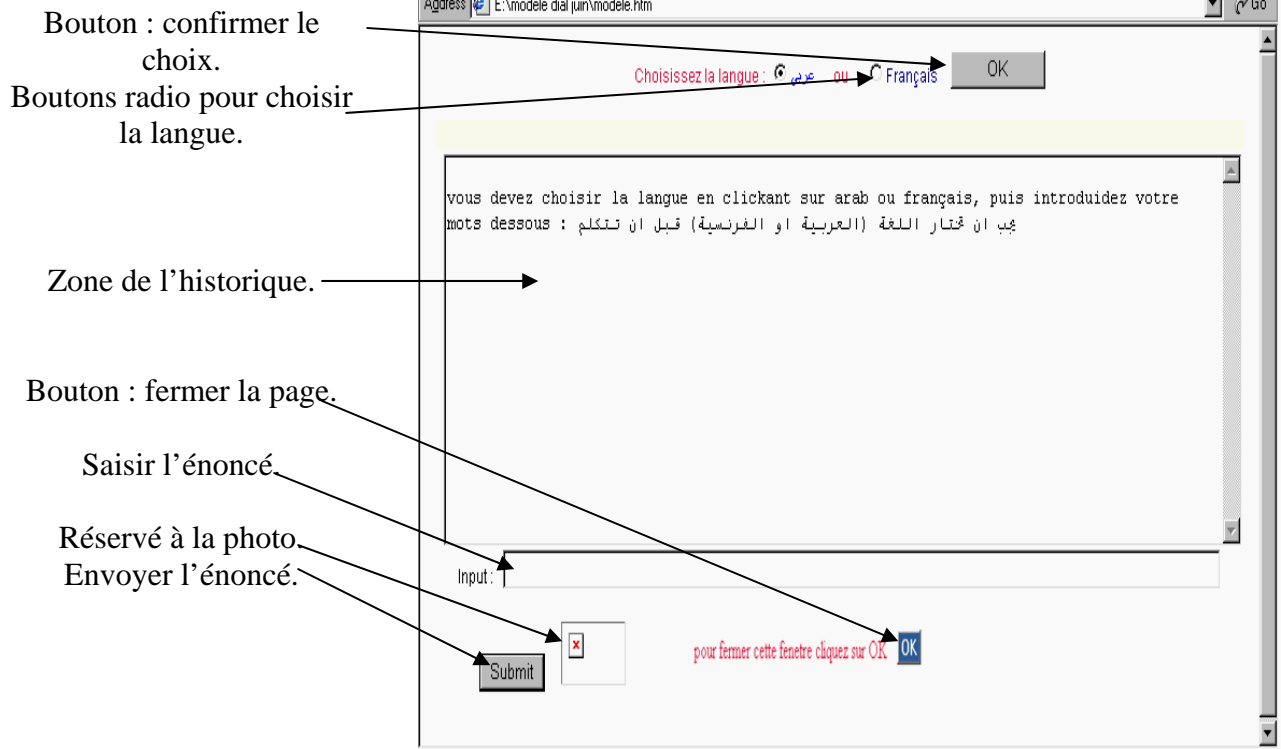 Address E:\modele dial juin\modele.htm Go
Bouton : confirmer le
choix.
Choisissez la langue : عربي ou Français OK
Boutons radio pour choisir
la langue.
vous devez choisir la langue en clickant sur arab ou français, puis introduidez votre
mots dessous : يجب ان تختار اللغة (العربية او الفرنسية) قبل ان تتكلم
Zone de l’historique.
Bouton : fermer la page.
Saisir l’énoncé.
Réservé à la photo.
Envoyer l’énoncé.
Input :
pour fermer cette fenetre cliquez sur OK OK
Submit